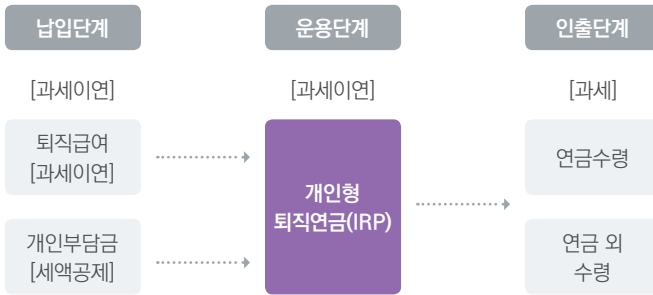 납입단계
운용단계
인출단계
[과세이연]
[과세이연]
[과세]
퇴직급여
[과세이연]
개인부담금
[세액공제]
개인형
퇴직연금(IRP)
연금수령
연금 외
수령